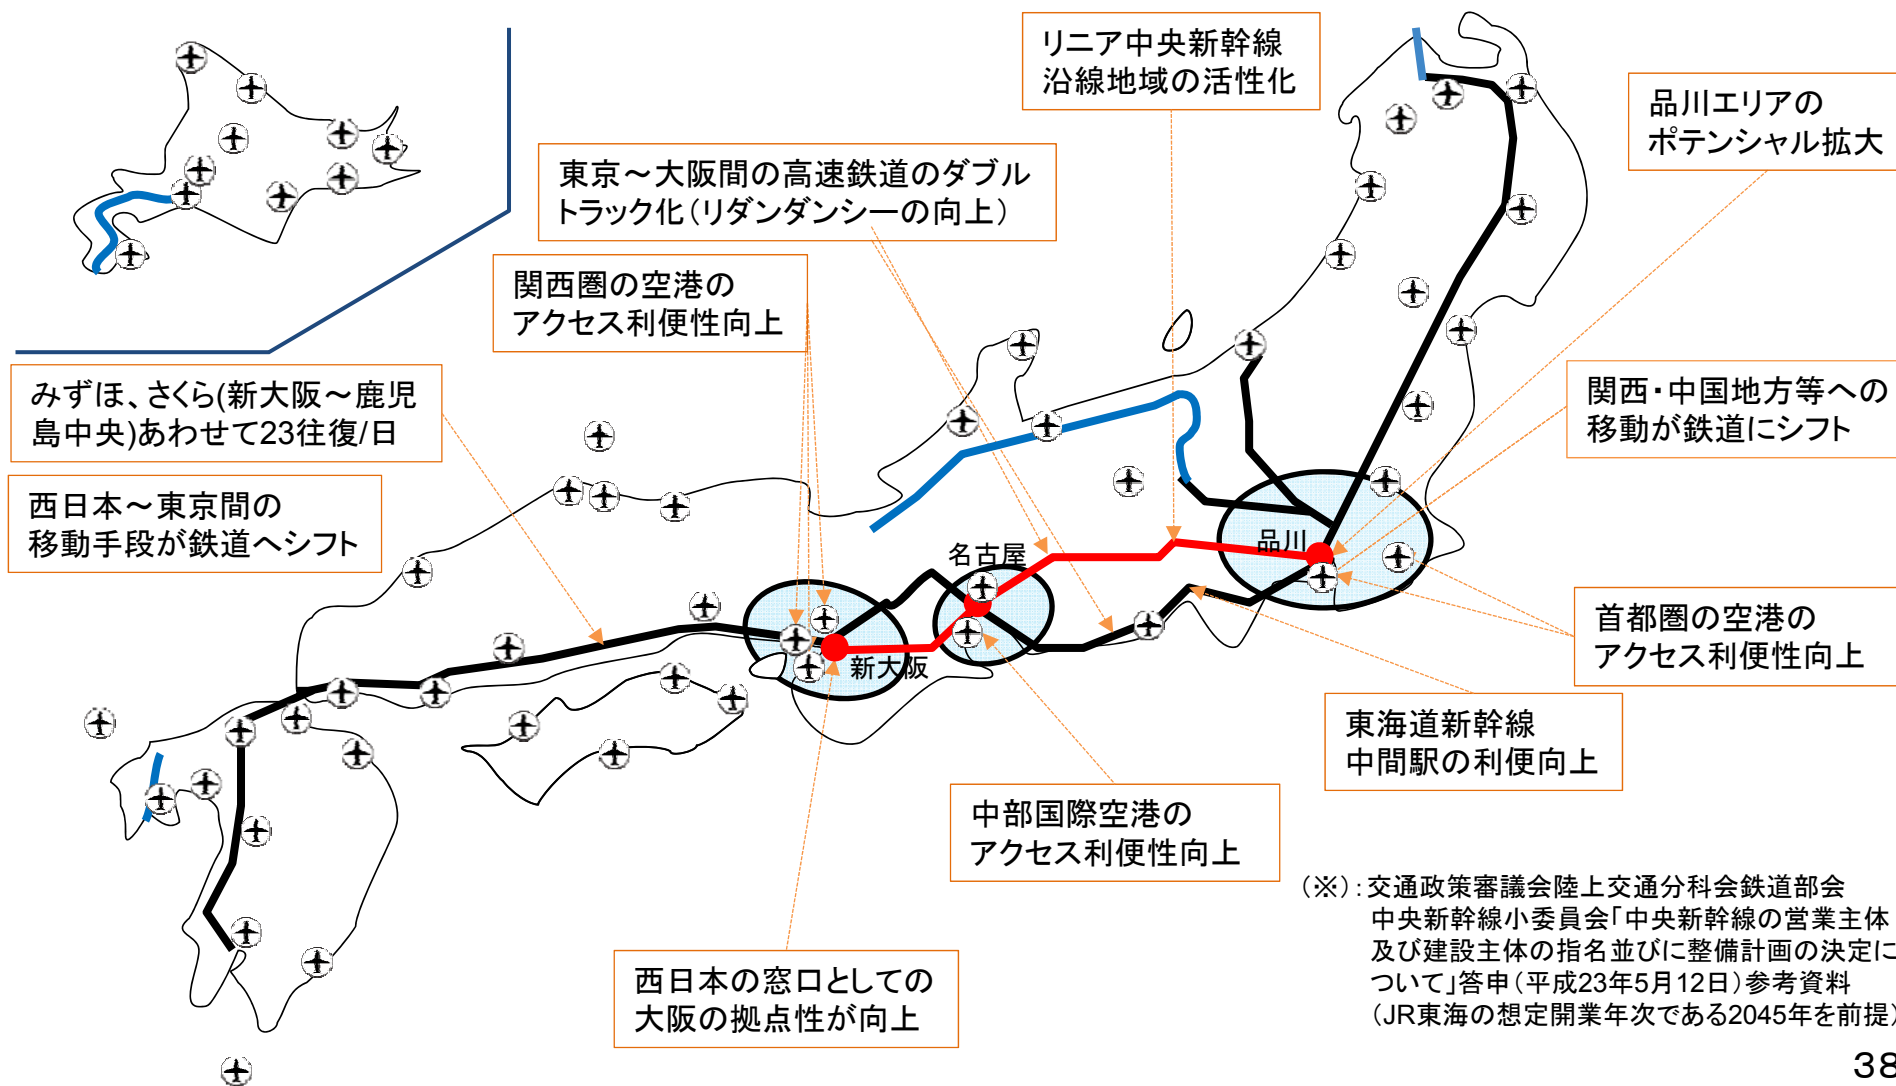 リニア中央新幹線
沿線地域の活性化
品川エリアの
ポテンシャル拡大
東京～大阪間の高速鉄道のダブル
トラック化（リダンダンシーの向上）
関西圏の空港の
アクセス利便性向上
みずほ、さくら(新大阪～鹿児
島中央)あわせて23往復/日
関西・中国地方等への
移動が鉄道にシフト
西日本～東京間の
移動手段が鉄道へシフト
品川
名古屋
新大阪
首都圏の空港の
アクセス利便性向上
東海道新幹線
中間駅の利便向上
中部国際空港の
アクセス利便性向上
西日本の窓口としての
大阪の拠点性が向上
（※）：交通政策審議会陸上交通分科会鉄道部会
中央新幹線小委員会「中央新幹線の営業主体
及び建設主体の指名並びに整備計画の決定に
ついて」答申（平成23年5月12日）参考資料
（JR東海の想定開業年次である2045年を前提）
38